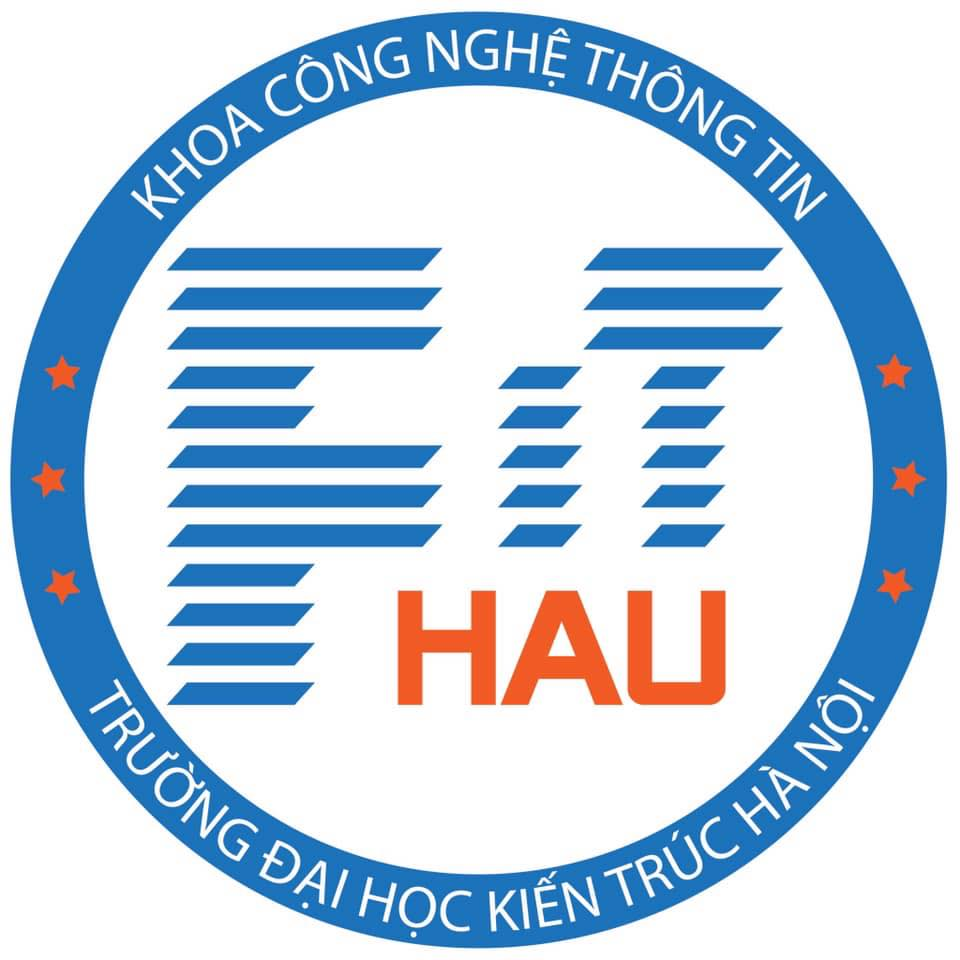 KHOA CÔNG NGHỆ THÔNG TIN
FIT
HAU
TRƯỜNG ĐẠI HỌC KIẾN TRÚC HÀ NỘI